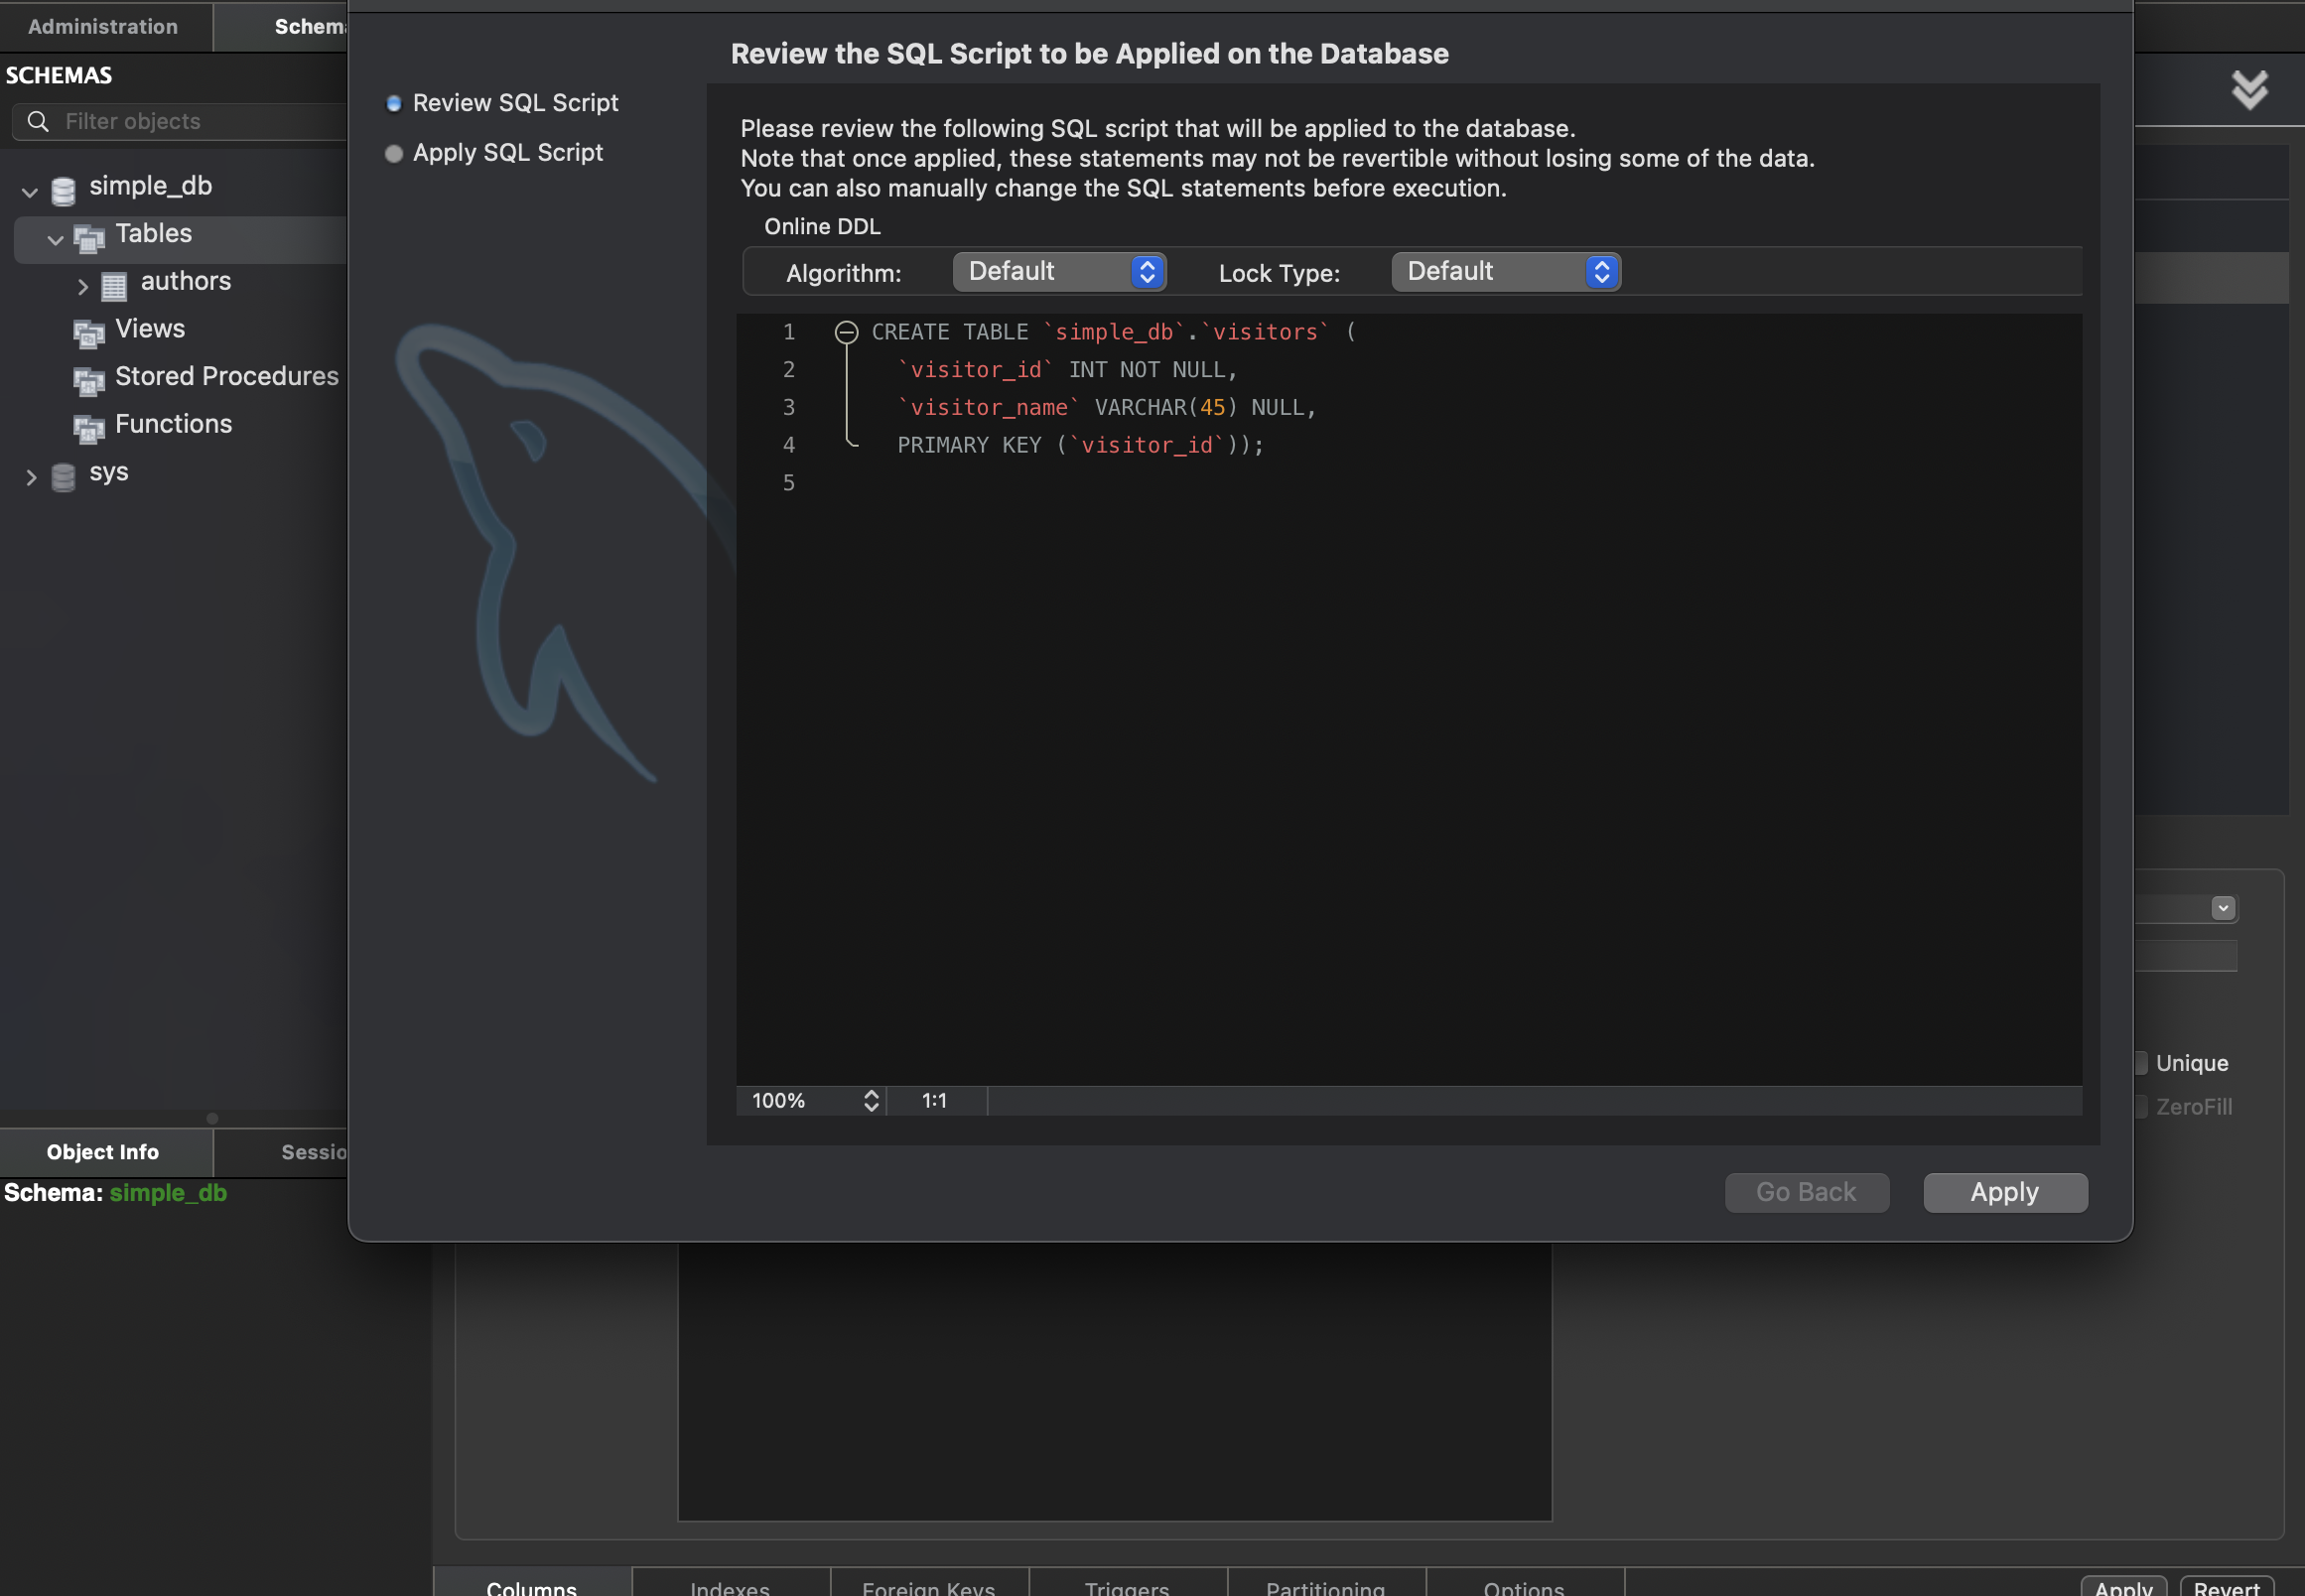 Administration
Schem
SCHEMAS
Filter objects
simple_db
Tables
authors
Views
Stored Procedures
Functions
sys
Object Info
Sessio
Schema: simple_db
Review the SQL Script to be Applied on the Database
Review SQL Script
Apply SQL Script
Please review the following SQL script that will be applied to the database.
Note that once applied, these statements may not be revertible without losing some of the data.
You can also manually change the SQL statements before execution.
Online DDL
Algorithm: Default Lock Type: Default
1 CREATE TABLE `simple_db`.`visitors` (
2 `visitor_id` INT NOT NULL,
3 `visitor_name` VARCHAR(45) NULL,
4 PRIMARY KEY (`visitor_id`));
5
100% 1:1
Go Back Apply
Unique
ZeroFill
Columns Indexes Foreign Keys Triggers Partitioning Options Apply Revert